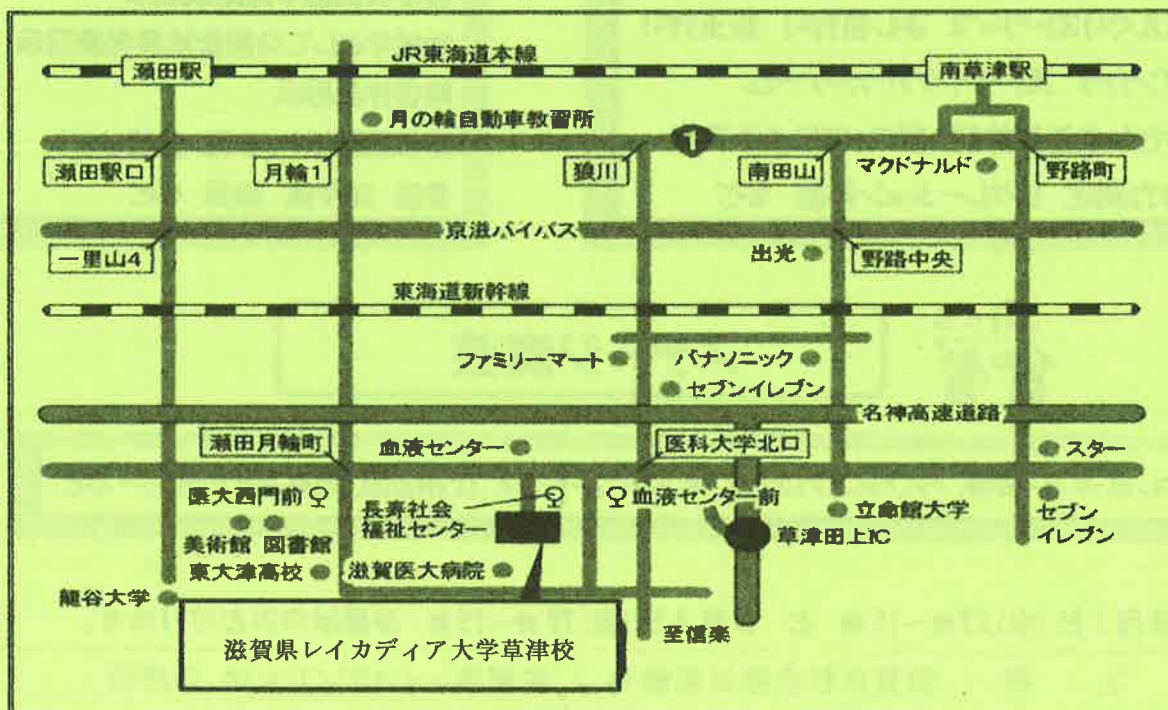 JR東海道本線
瀬田駅
南草津駅
月の輪自動車教習所
1
瀬田駅口
月輪1
狼川
南田山
マクドナルド
野路町
京滋バイパス
一里山4
出光
野路中央
東海道新幹線
ファミリーマート
パナソニック
セブンイレブン
名神高速道路
瀬田月輪町
血液センター
医科大学北口
スター
医大西門前
長寿社会
福祉センター
血液センター前
立命館大学
セブン
イレブン
美術館 図書館
草津田上IC
東大津高校
滋賀医大病院
龍谷大学
至信楽
滋賀県レイカディア大学草津校